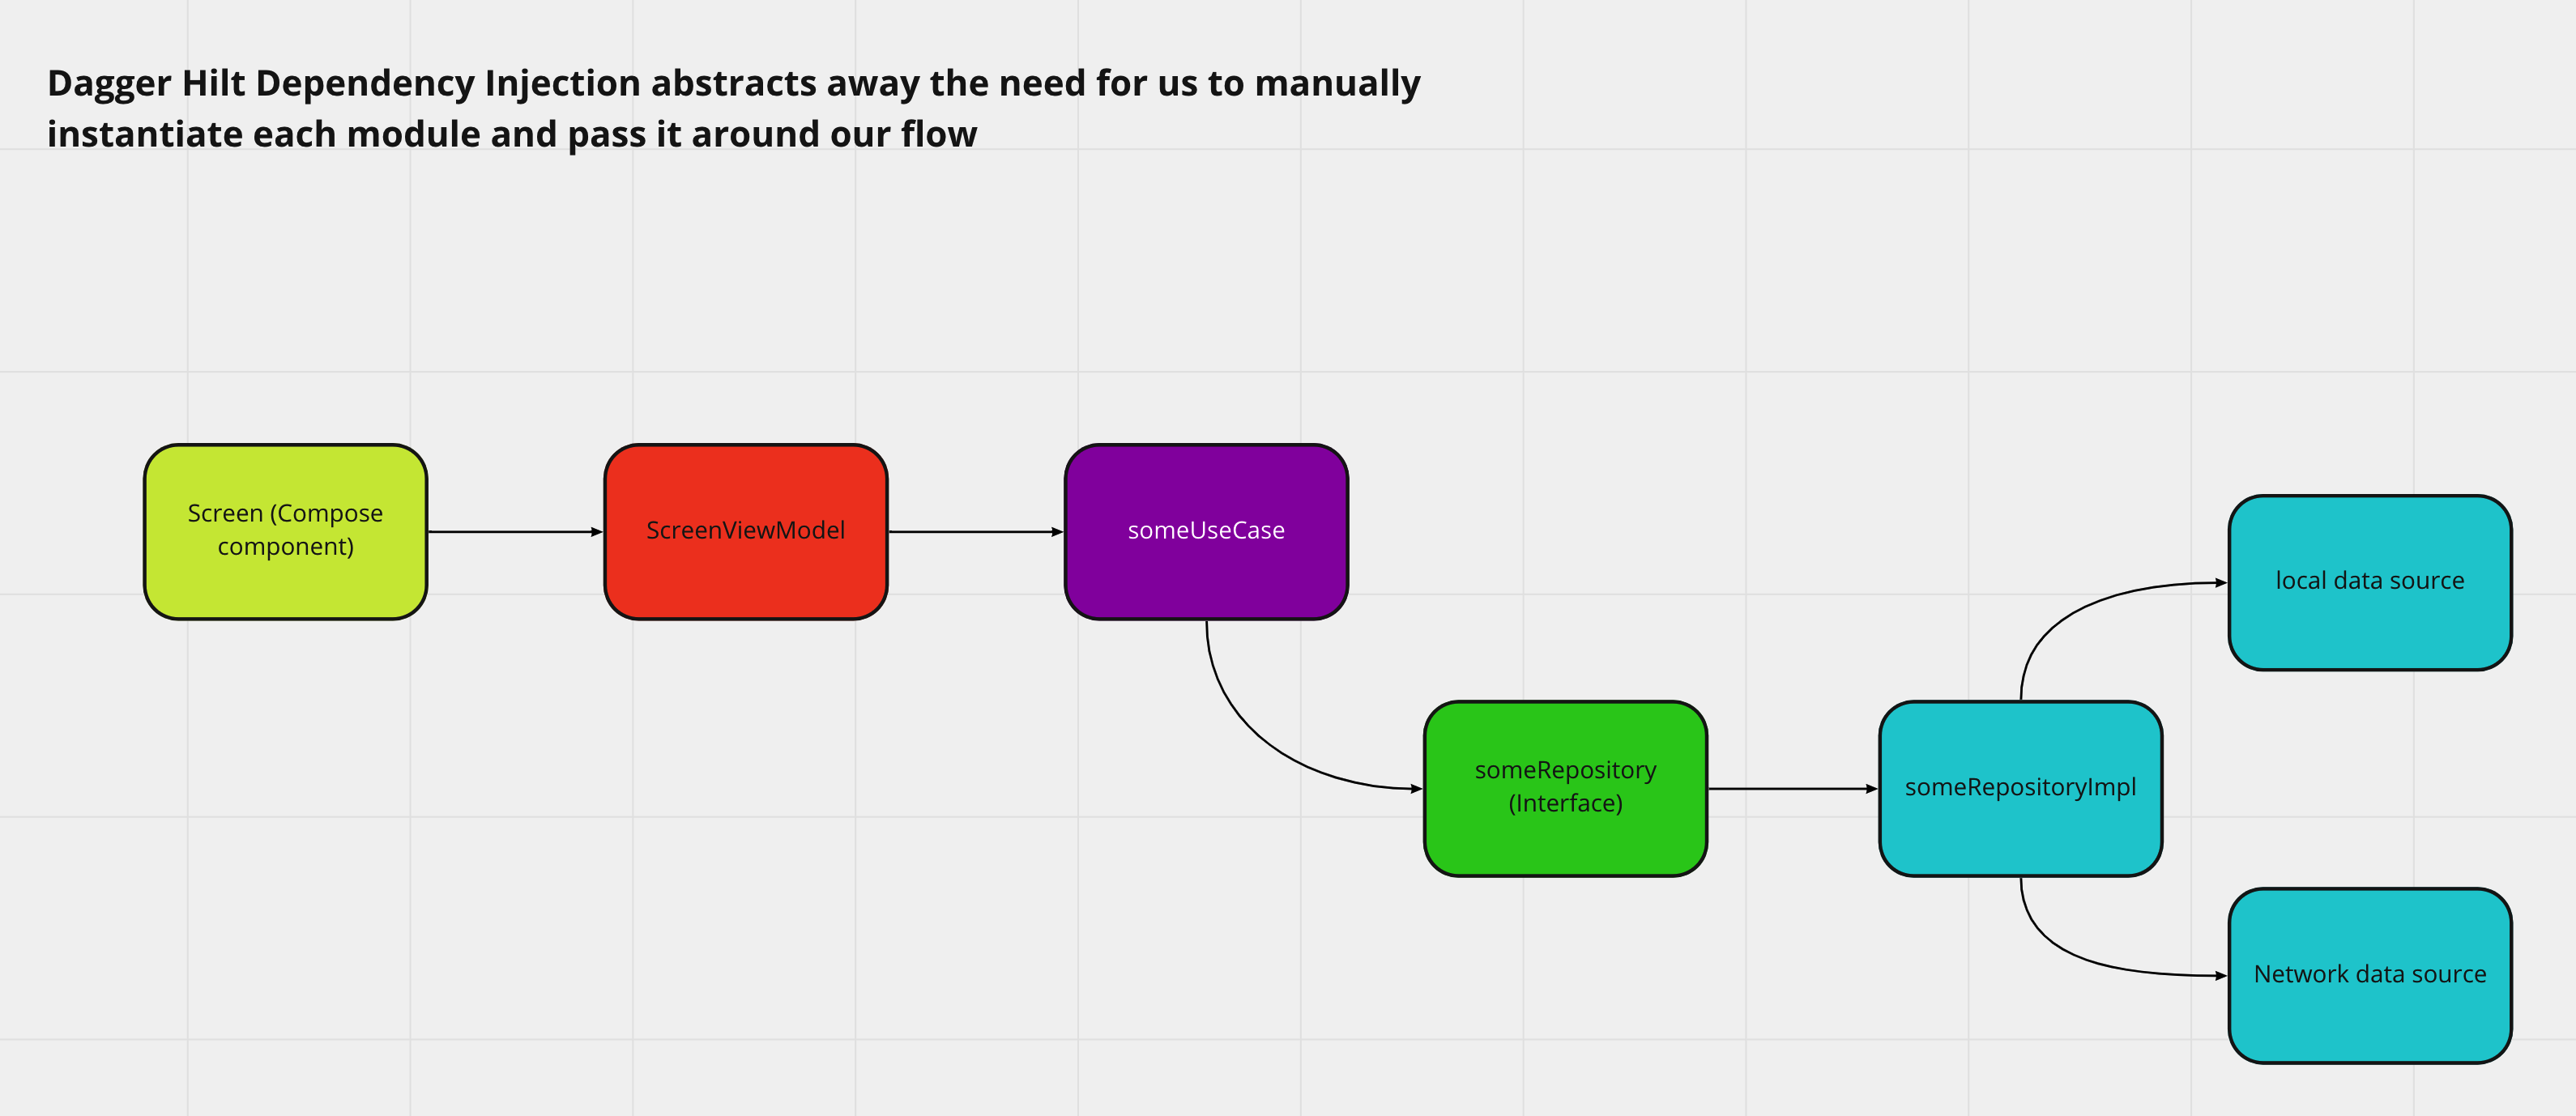 Dagger Hilt Dependency Injection abstracts away the need for us to manually
instantiate each module and pass it around our flow
Screen (Compose
component)
ScreenViewModel
someUseCase
local data source
someRepository
(Interface)
someRepositoryImpl
Network data source